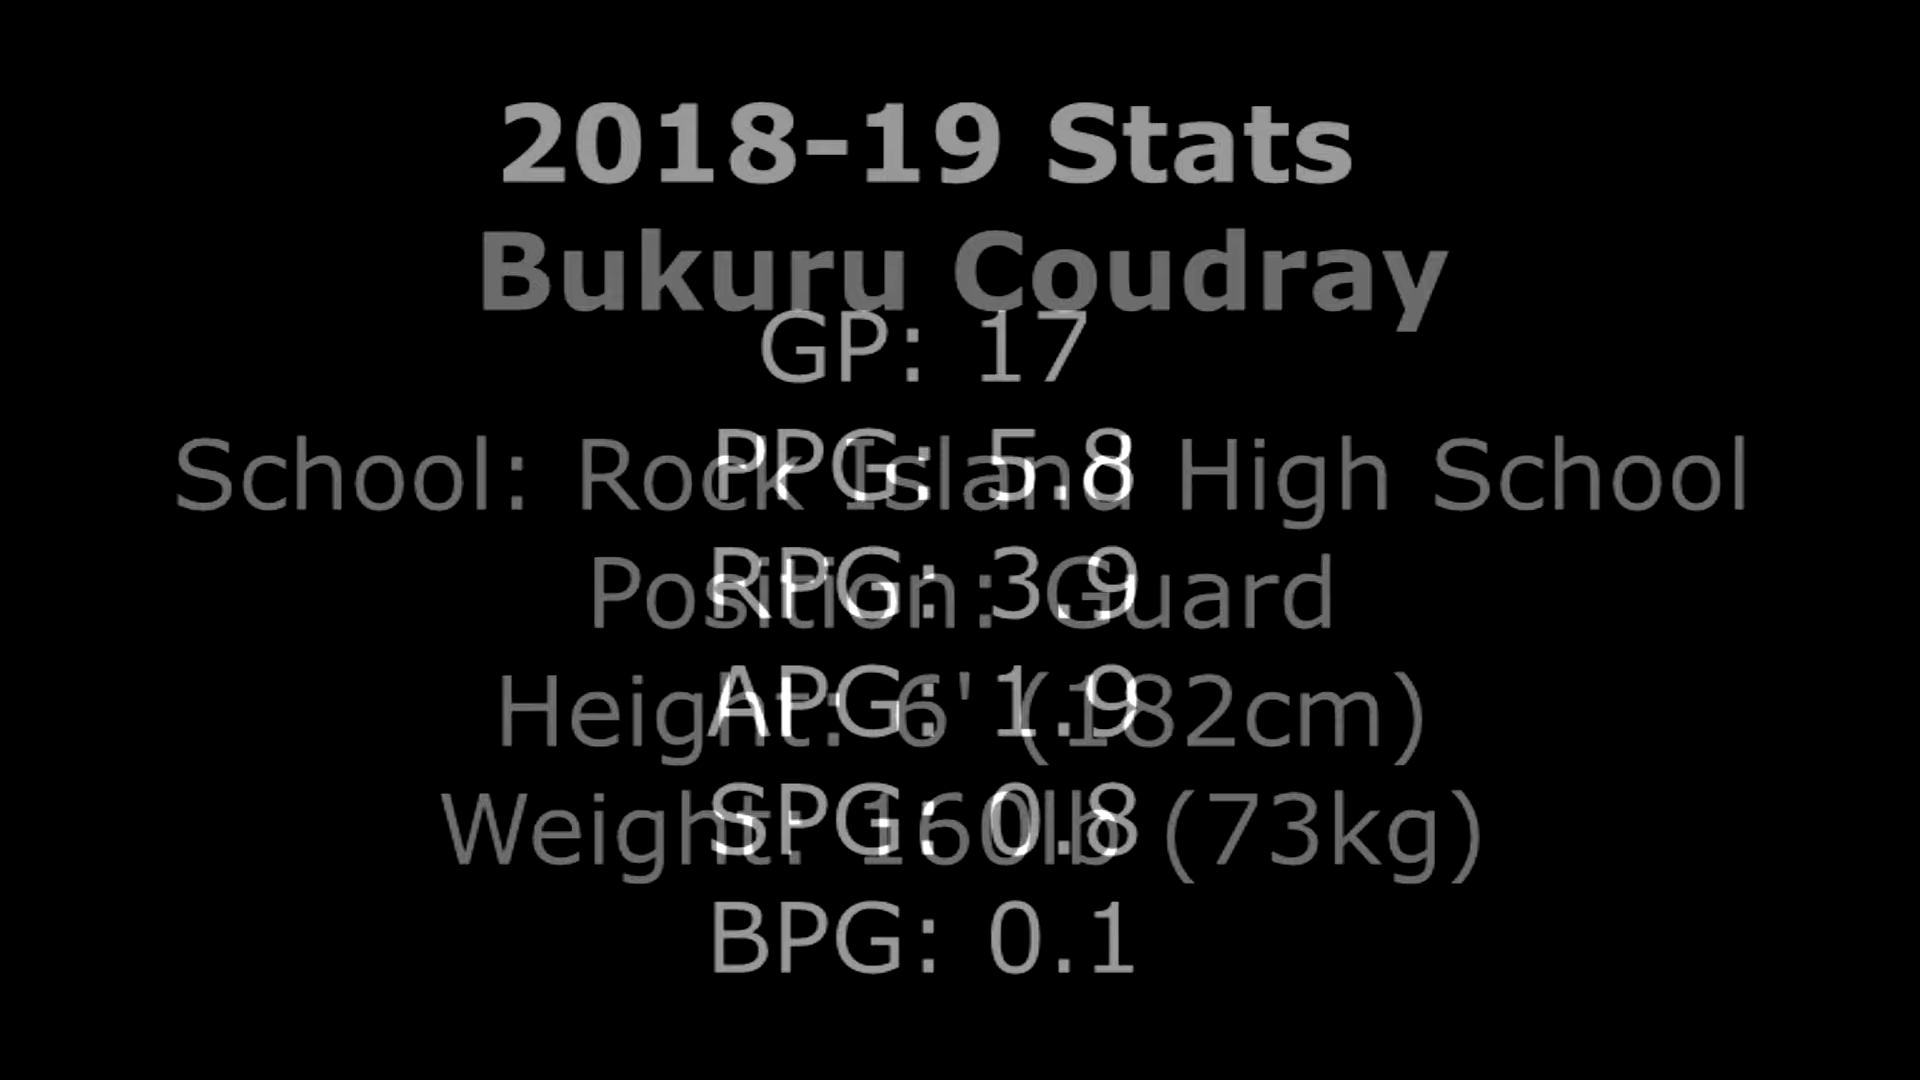 2018-19 Stats
Bukuru Coudray
GP: 17
PPG: 5.8
School: Rock Island High School
RPG: 3.9
Position: Guard
APG: 1.9
Height: 6' (182cm)
SPG: 0.8
Weight: 160lb (73kg)
BPG: 0.1